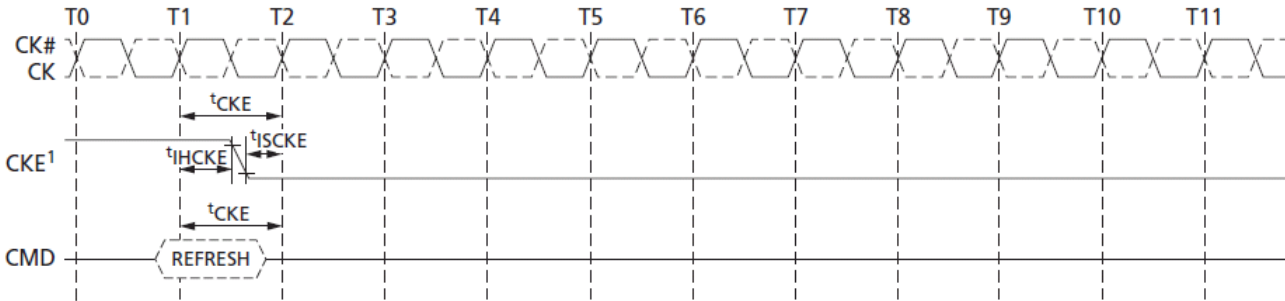 T0 T1 T2 T3 T4 T5 T6 T7 T8 T9 T10 T11
CK#
CK
tCKE
tISCKE
CKE1
tIHCKE
tCKE
CMD
REFRESH